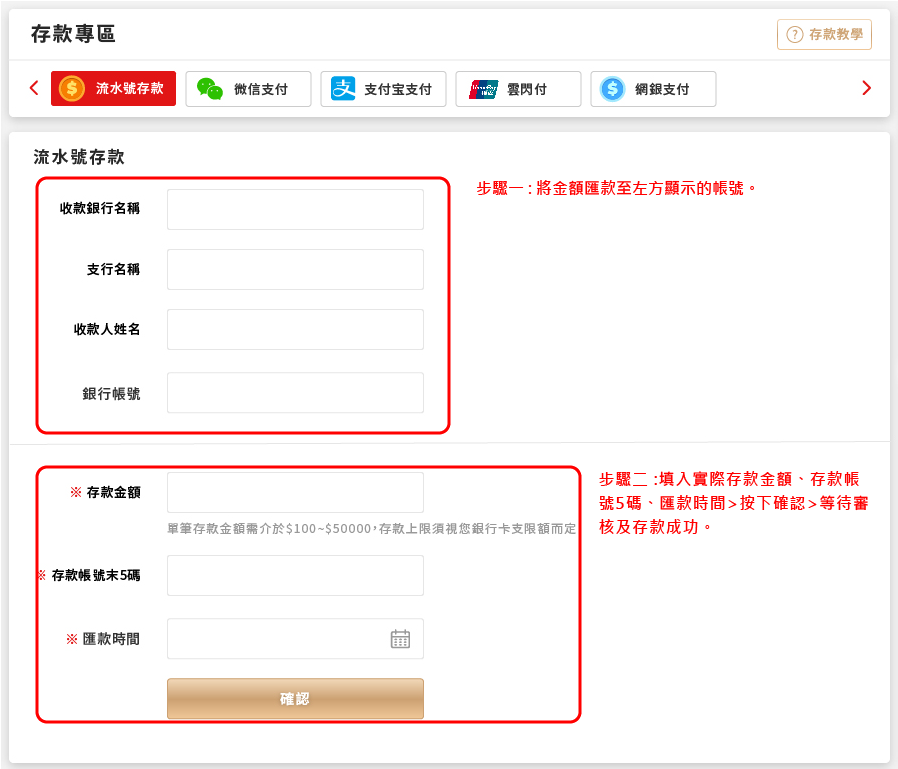 存款專區
? 存款教學
流水號存款
微信支付
支付宝支付
雲閃付
網銀支付
流水號存款
收款銀行名稱
支行名稱
收款人姓名
銀行帳號
步驟一 : 將金額匯款至左方顯示的帳號。
※ 存款金額
單筆存款金額需介於$100~$50000，存款上限須視您銀行卡支限額而定
※ 存款帳號末5碼
※ 匯款時間
確認
步驟二 :填入實際存款金額、存款帳
號5碼、匯款時間>按下確認>等待審
核及存款成功。